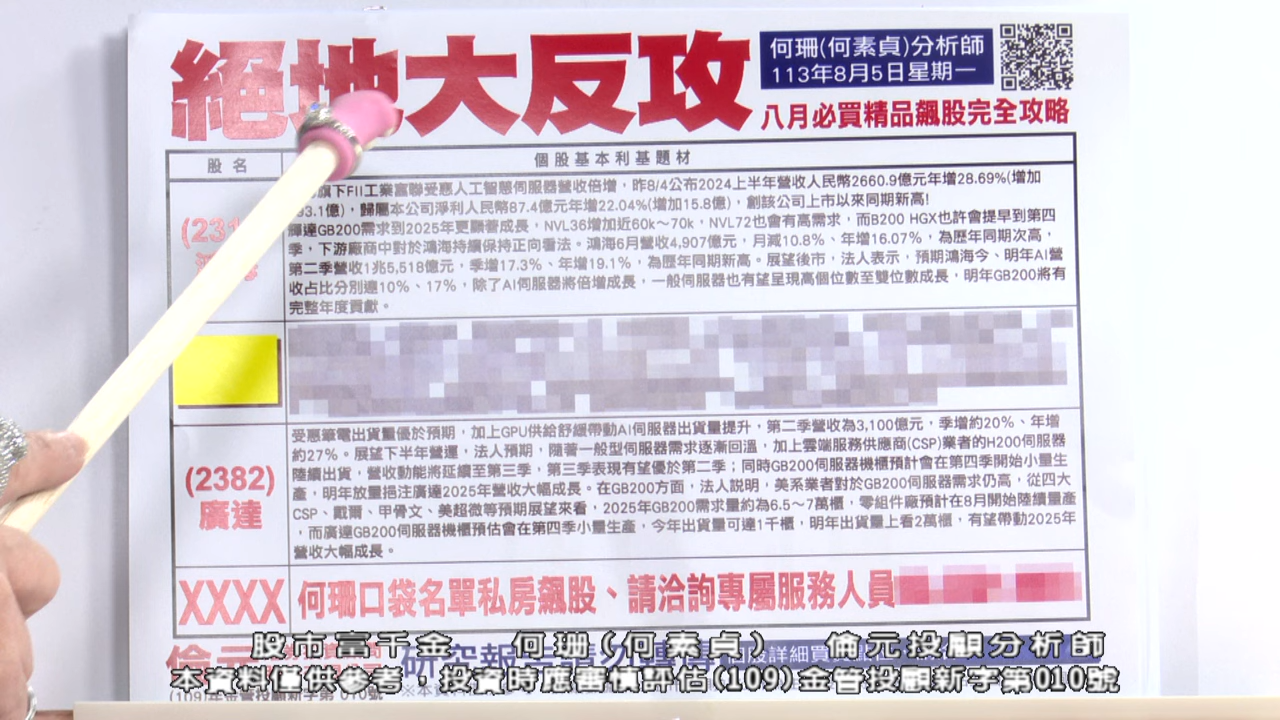 絕地大反攻
何珊(何素貞)分析師
113年8月5日星期一
八月必買精品飆股完全攻略
股名
個股基本利基題材
旗下FII工業富聯受惠人工智慧伺服器營收倍增，昨8/4公布2024上半年營收人民幣2660.9億元年增28.69%(增加
93.1億)，歸屬本公司淨利人民幣87.4億元年增22.04%(增加15.8億)，創該公司上市以來同期新高!
輝達GB200需求到2025年更顯著成長，NVL36增加近60k～70k，NVL72也會有高需求，而B200 HGX也許會提早到第四
季，下游廠商中對於鴻海持續保持正向看法。鴻海6月營收4,907億元，月減10.8%、年增16.07%，為歷年同期次高，
第二季營收1兆5,518億元，季增17.3%、年增19.1%，為歷年同期新高。展望後市，法人表示，預期鴻海今、明年AI營
收占比分別達10%、17%，除了AI伺服器將倍增成長，一般伺服器也有望呈現高個位數至雙位數成長，明年GB200將有
完整年度貢獻。
(2382)
廣達
受惠筆電出貨量優於預期，加上GPU供給舒緩帶動AI伺服器出貨量提升，第二季營收為3,100億元，季增約20%、年增
約27%。展望下半年營運，法人預期，隨著一般型伺服器需求逐漸回溫，加上雲端服務供應商(CSP)業者的H200伺服器
陸續出貨，營收動能將延續至第三季，第三季表現有望優於第二季；同時GB200伺服器機櫃預計會在第四季開始小量生
產，明年放量挹注廣達2025年營收大幅成長。在GB200方面，法人說明，美系業者對於GB200伺服器需求仍高，從四大
CSP、戴爾、甲骨文、美超微等預期展望來看，2025年GB200需求量約為6.5～7萬櫃，零組件廠預計在8月開始陸續量產
，而廣達GB200伺服器機櫃預估會在第四季小量生產，今年出貨量可達1千櫃，明年出貨量上看2萬櫃，有望帶動2025年
營收大幅成長。
XXXX
何珊口袋名單私房飆股、請洽詢專屬服務人員
股市富千金 何珊(何素貞) 倫元投顧分析師
本資料僅供參考，投資時應審慎評估(109)金管投顧新字第010號